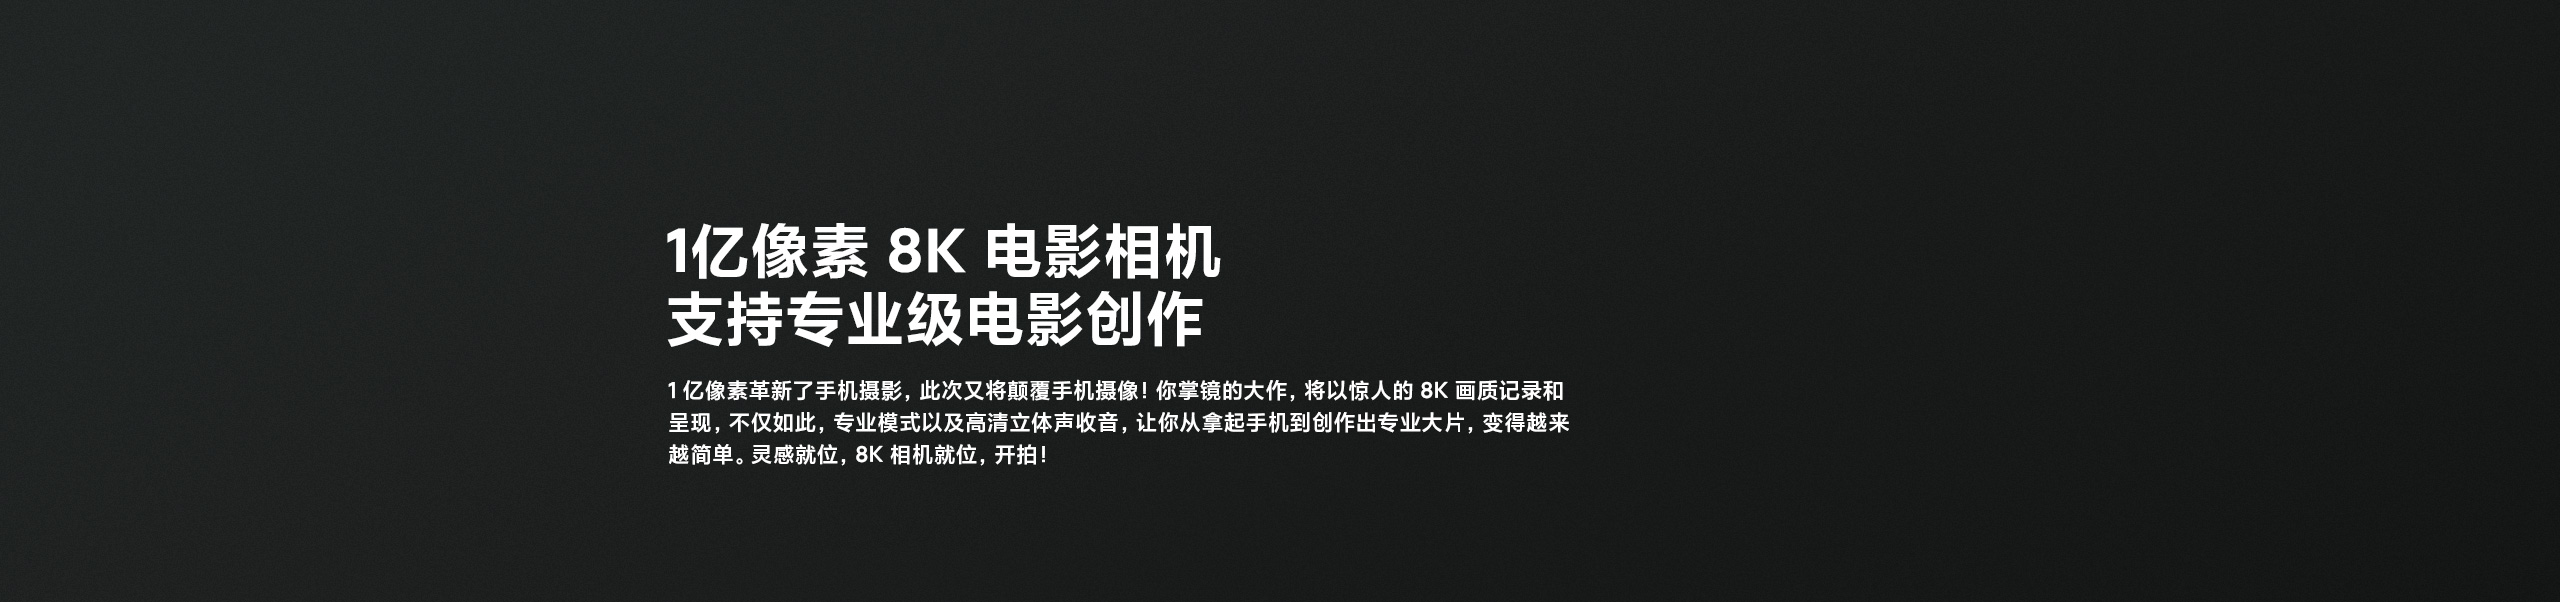 1亿像素 8K 电影相机
支持专业级电影创作
1 亿像素革新了手机摄影，此次又将颠覆手机摄像！你掌镜的大作，将以惊人的 8K 画质记录和
呈现，不仅如此，专业模式以及高清立体声收音，让你从拿起手机到创作出专业大片，变得越来
越简单。灵感就位，8K 相机就位，开拍！